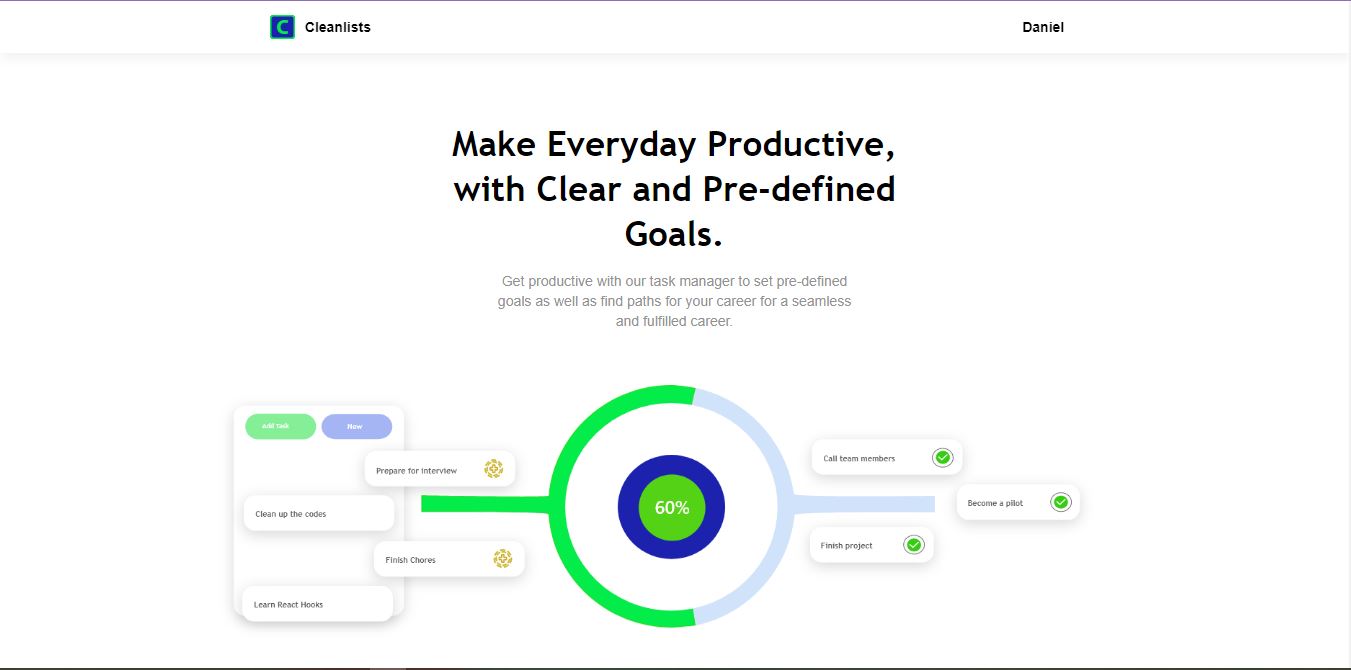 Cleanlists
Daniel
Make Everyday Productive,
with Clear and Pre-defined
Goals.
Get productive with our task manager to set pre-defined
goals as well as find paths for your career for a seamless
and fulfilled career.
Add Task
New
Prepare for interview
Clean up the codes
Finish Chores
Learn React Hooks
60%
Call team members
Become a pilot
Finish project